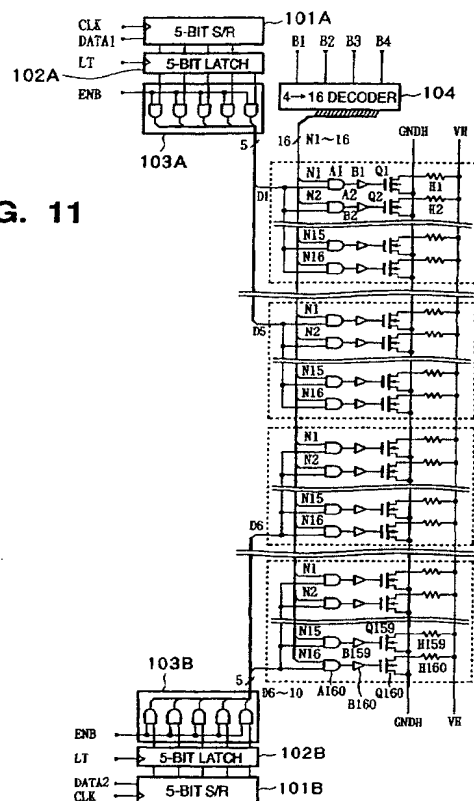 101A
CLK
DATA1
5-BIT S/R
LT
5-BIT LATCH
102A
ENB
103A
5
B1 B2 B3 B4
4→16 DECODER
104
16
N1~16
GNDH
VH
FIG. 11
D1
N1 A1 B1 Q1
H1
N2 A2 Q2
B2
H2
N15
N16
N1
D5
N2
N15
N16
N1
N2
N15
D6
N16
N1
N2
N15 Q159
N16 B159 H159
H160
D6~10
A160 B160 Q160
GNDH
VH
103B
5
ENB
LT
5-BIT LATCH
102B
DATA2
CLK
5-BIT S/R
101B